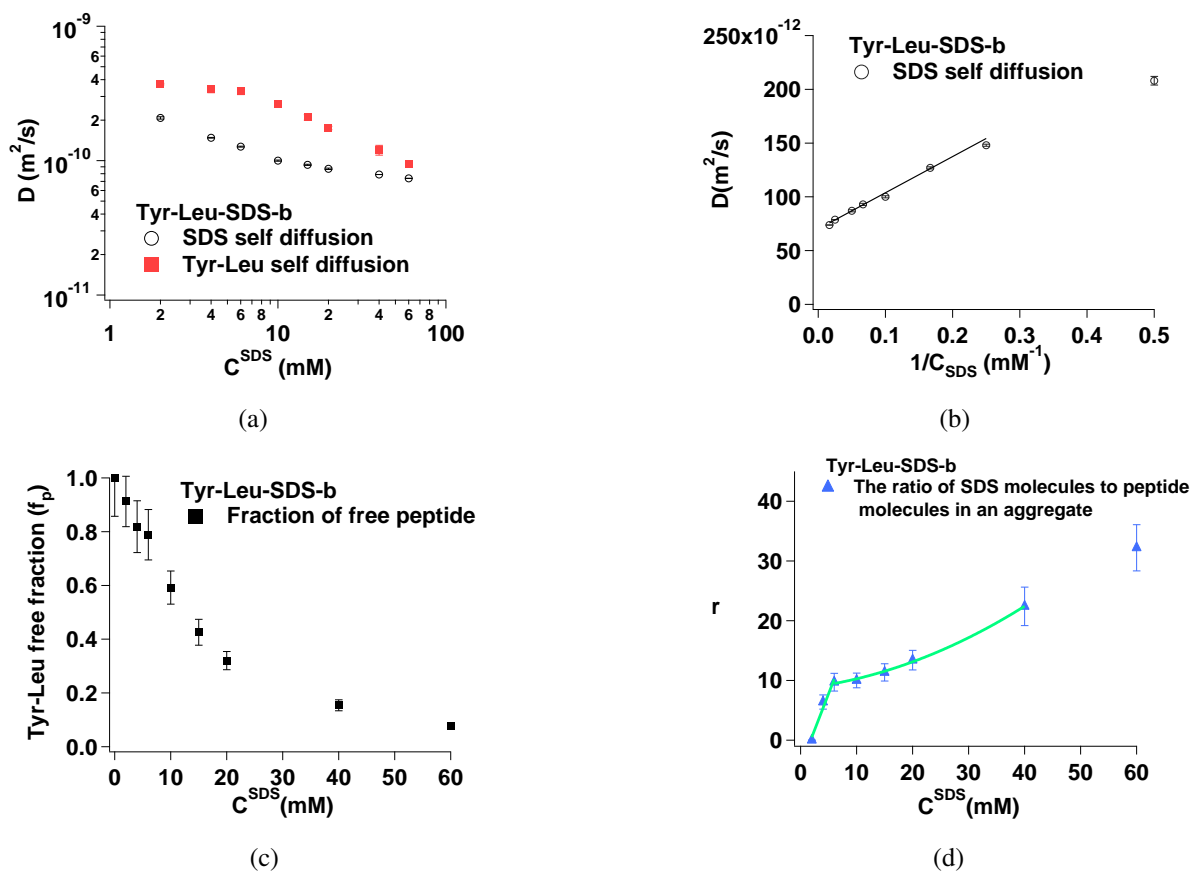 10⁻⁹
6
4
2
10⁻¹⁰
6
4
2
10⁻¹¹
D (m²/s)
Tyr-Leu-SDS-b
SDS self diffusion
Tyr-Leu self diffusion
1 2 4 6 8 10 2 4 6 8 100
C^SDS (mM)
(a)
250x10⁻¹²
200
150
100
50
0
D(m²/s)
Tyr-Leu-SDS-b
SDS self diffusion
0.0 0.1 0.2 0.3 0.4 0.5
1/C_SDS (mM⁻¹)
(b)
1.0
0.8
0.6
0.4
0.2
0.0
Tyr-Leu free fraction (f_p)
Tyr-Leu-SDS-b
Fraction of free peptide
0 10 20 30 40 50 60
C^SDS(mM)
(c)
40
30
20
10
0
r
Tyr-Leu-SDS-b
The ratio of SDS molecules to peptide
molecules in an aggregate
0 10 20 30 40 50 60
C^SDS(mM)
(d)